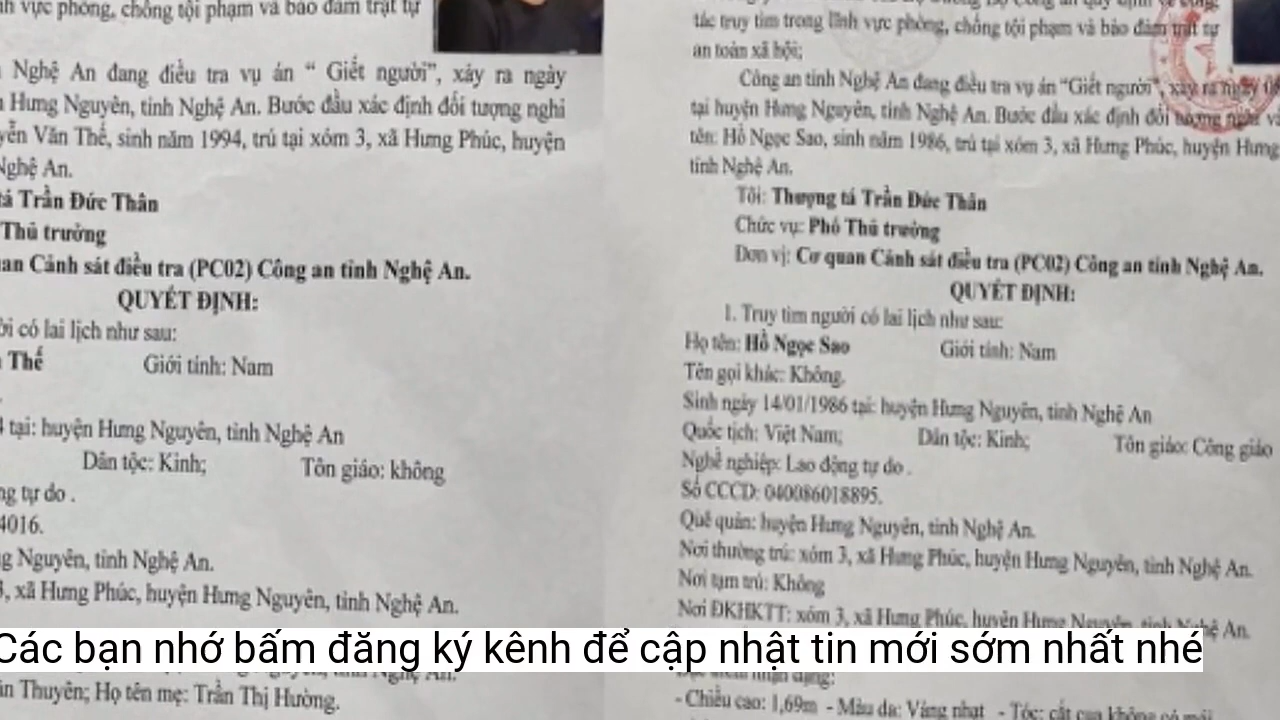 vực phòng, chống tội phạm và bảo đảm trật tự
Nghệ An đang điều tra vụ án “ Giết người”, xảy ra ngày
Hưng Nguyên, tỉnh Nghệ An. Bước đầu xác định đối tượng nghi
yễn Văn Thế, sinh năm 1994, trú tại xóm 3, xã Hưng Phúc, huyện
Nghệ An.
tá Trần Đức Thân
Thủ trưởng
quan Cảnh sát điều tra (PC02) Công an tỉnh Nghệ An.
QUYẾT ĐỊNH:
có lai lịch như sau:
Thế Giới tính: Nam
4 tại: huyện Hưng Nguyên, tỉnh Nghệ An
Dân tộc: Kinh; Tôn giáo: không
ng tự do .
4016.
g Nguyên, tỉnh Nghệ An.
3, xã Hưng Phúc, huyện Hưng Nguyên, tỉnh Nghệ An.
Thuyên; Họ tên mẹ: Trần Thị Hường.
tác truy tìm trong lĩnh vực phòng, chống tội phạm và bảo đảm trật tự
an toàn xã hội;
Công an tỉnh Nghệ An đang điều tra vụ án “Giết người”, xảy ra ngày
tại huyện Hưng Nguyên, tỉnh Nghệ An. Bước đầu xác định đối tượng nghi
tên: Hồ Ngọc Sao, sinh năm 1986, trú tại xóm 3, xã Hưng Phúc, huyện Hưng
tỉnh Nghệ An.
Tôi: Thượng tá Trần Đức Thân
Chức vụ: Phó Thủ trưởng
Đơn vị: Cơ quan Cảnh sát điều tra (PC02) Công an tỉnh Nghệ An.
QUYẾT ĐỊNH:
1. Truy tìm người có lai lịch như sau:
Họ tên: Hồ Ngọc Sao Giới tính: Nam
Tên gọi khác: Không.
Sinh ngày 14/01/1986 tại: huyện Hưng Nguyên, tỉnh Nghệ An
Quốc tịch: Việt Nam; Dân tộc: Kinh; Tôn giáo: Công giáo
Nghề nghiệp: Lao động tự do .
Số CCCD: 040086018895.
Quê quán: huyện Hưng Nguyên, tỉnh Nghệ An.
Nơi thường trú: xóm 3, xã Hưng Phúc, huyện Hưng Nguyên, tỉnh Nghệ An.
Nơi tạm trú: Không
Nơi ĐKHKTT: xóm 3, xã Hưng Phúc, huyện Hưng Nguyên, tỉnh Nghệ An.
- Chiều cao: 1,69m - Màu da: Vàng nhạt - Tóc: cắt cua không có mái
Các bạn nhớ bấm đăng ký kênh để cập nhật tin mới sớm nhất nhé